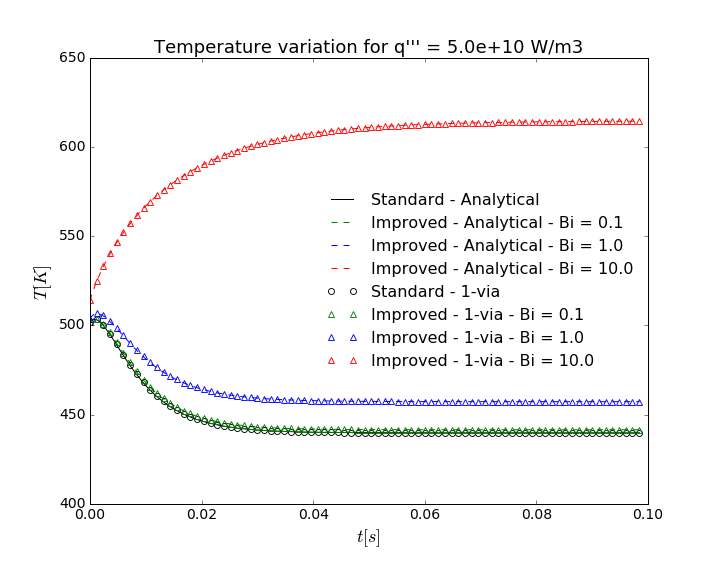 Temperature variation for q''' = 5.0e+10 W/m3
650
600
550
500
450
400
T[K]
Standard - Analytical
Improved - Analytical - Bi = 0.1
Improved - Analytical - Bi = 1.0
Improved - Analytical - Bi = 10.0
Standard - 1-via
Improved - 1-via - Bi = 0.1
Improved - 1-via - Bi = 1.0
Improved - 1-via - Bi = 10.0
0.00 0.02 0.04 0.06 0.08 0.10
t[s]